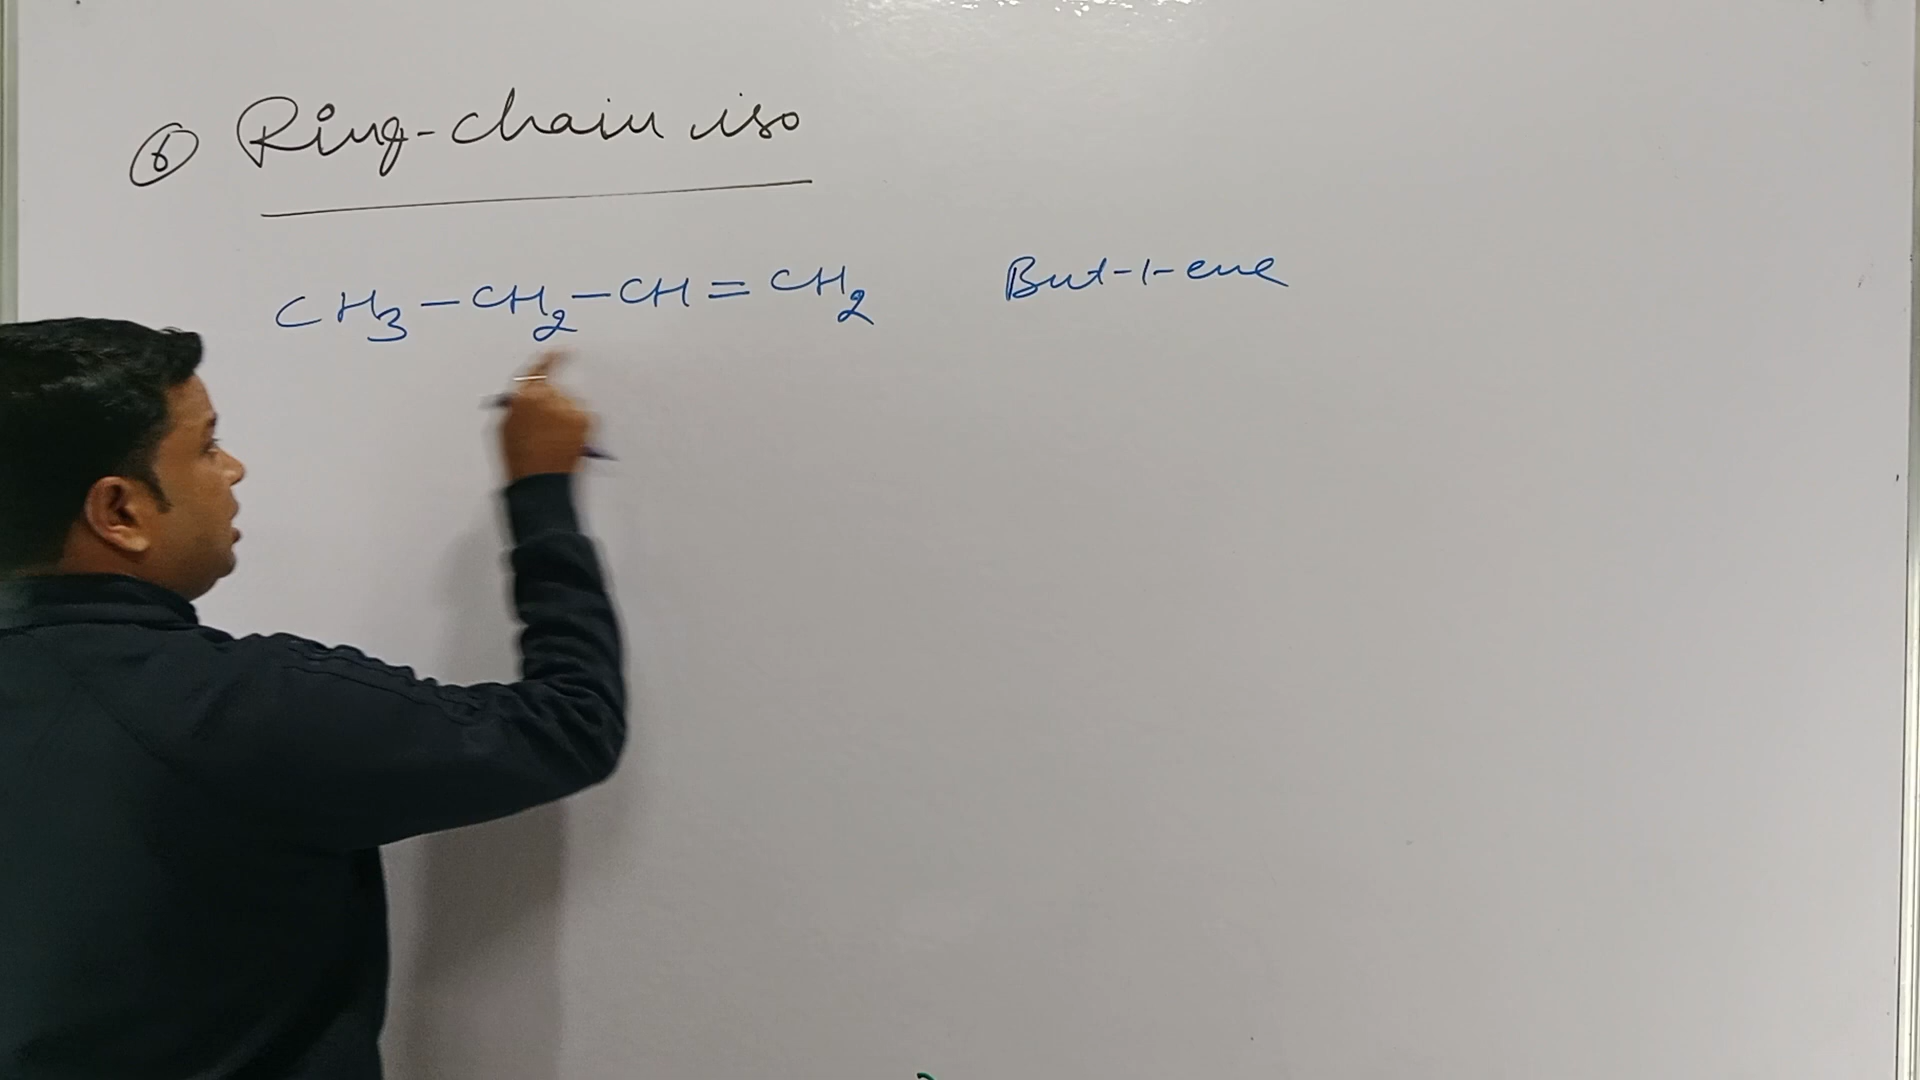 ⑥ Ring-chain iso
CH₃-CH₂-CH=CH₂ But-1-ene